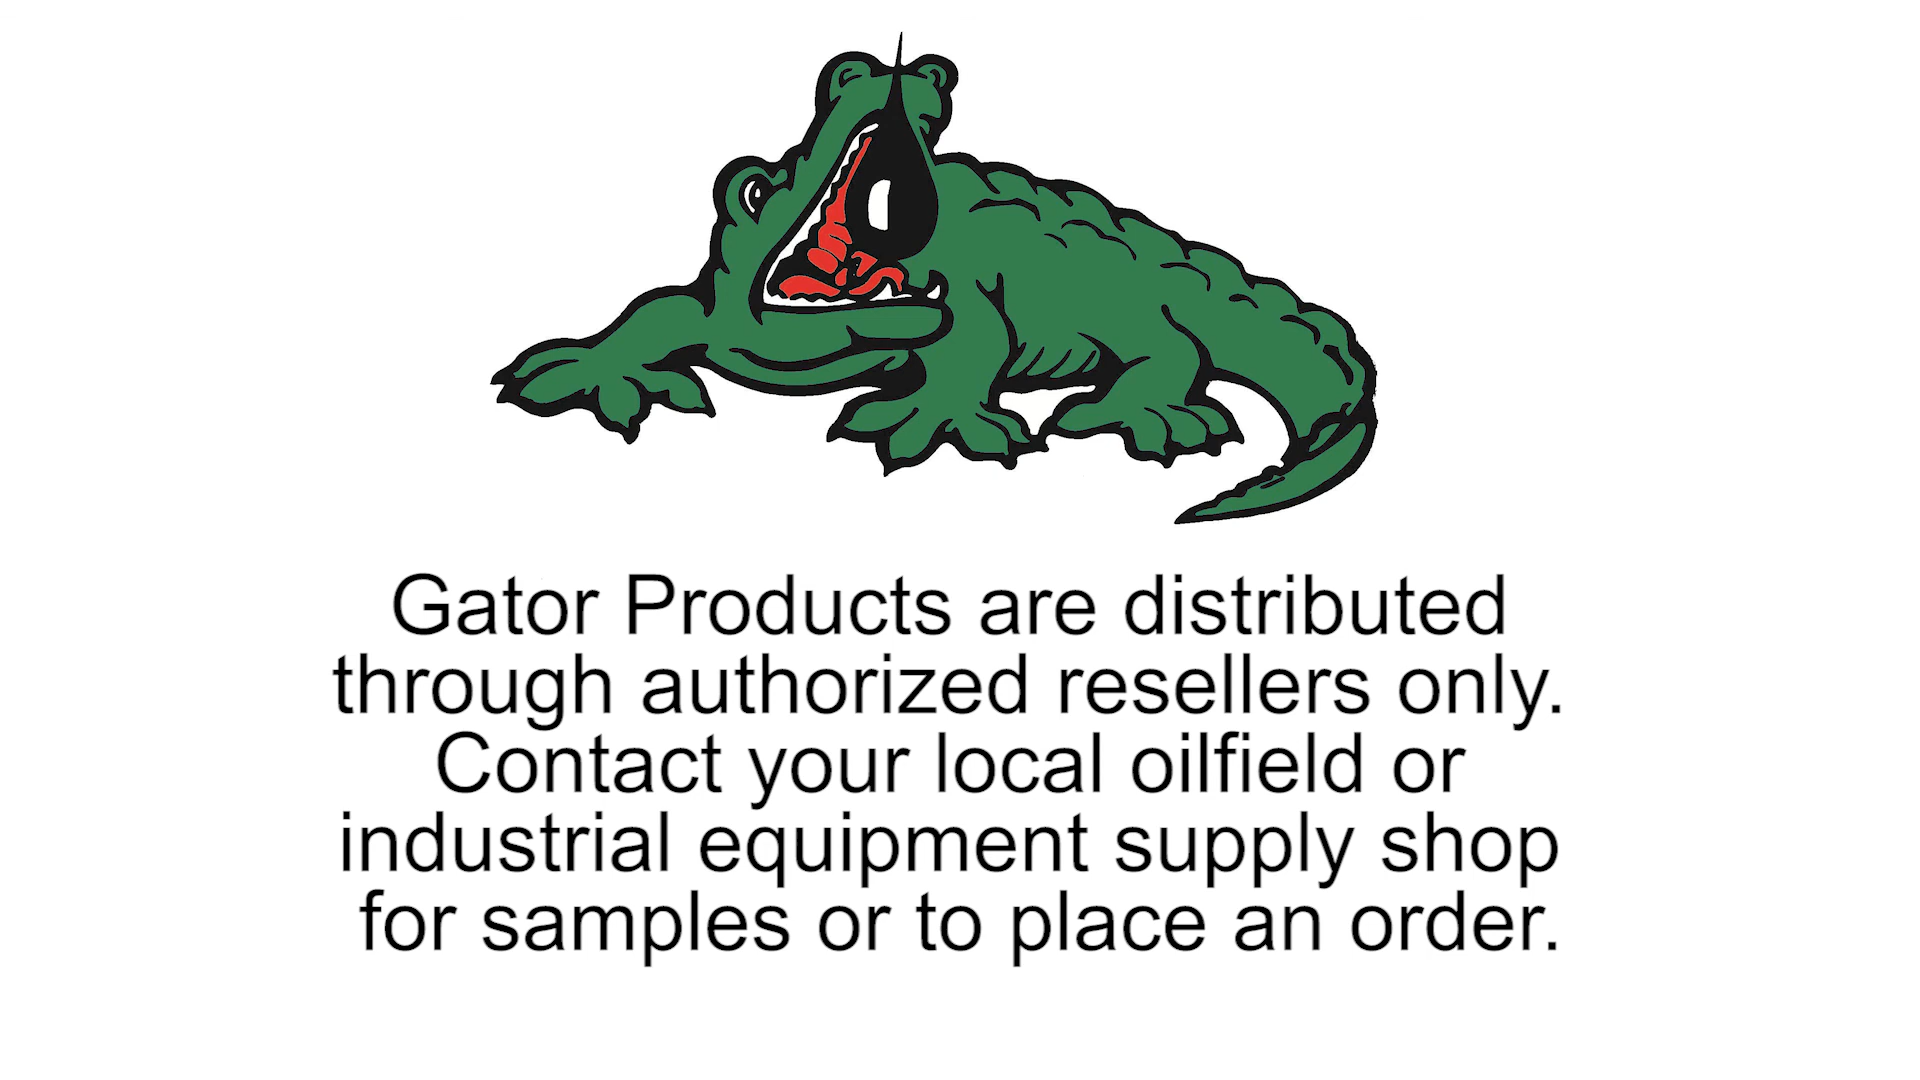 Gator Products are distributed
through authorized resellers only.
Contact your local oilfield or
industrial equipment supply shop
for samples or to place an order.